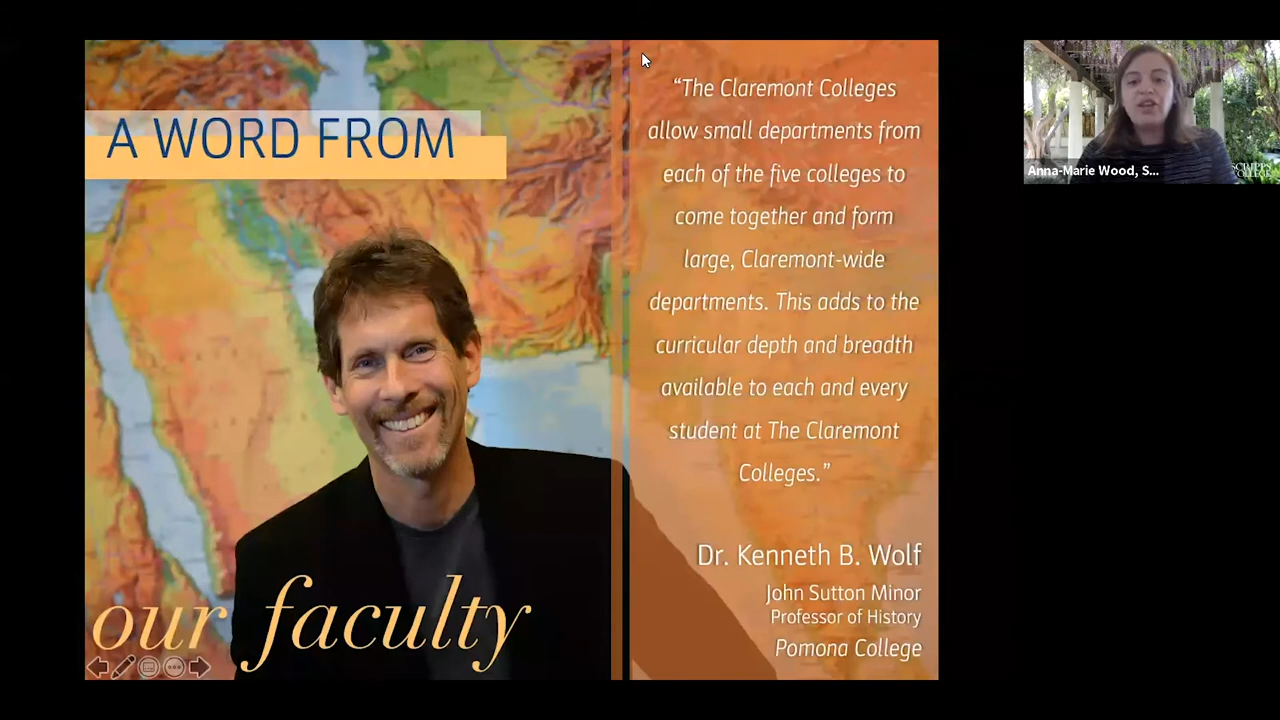 A WORD FROM
our faculty
“The Claremont Colleges
allow small departments from
each of the five colleges to
come together and form
large, Claremont-wide
departments. This adds to the
curricular depth and breadth
available to each and every
student at The Claremont
Colleges.”
Dr. Kenneth B. Wolf
John Sutton Minor
Professor of History
Pomona College
Anna-Marie Wood, S...
SCRIPPS
COLLEGE